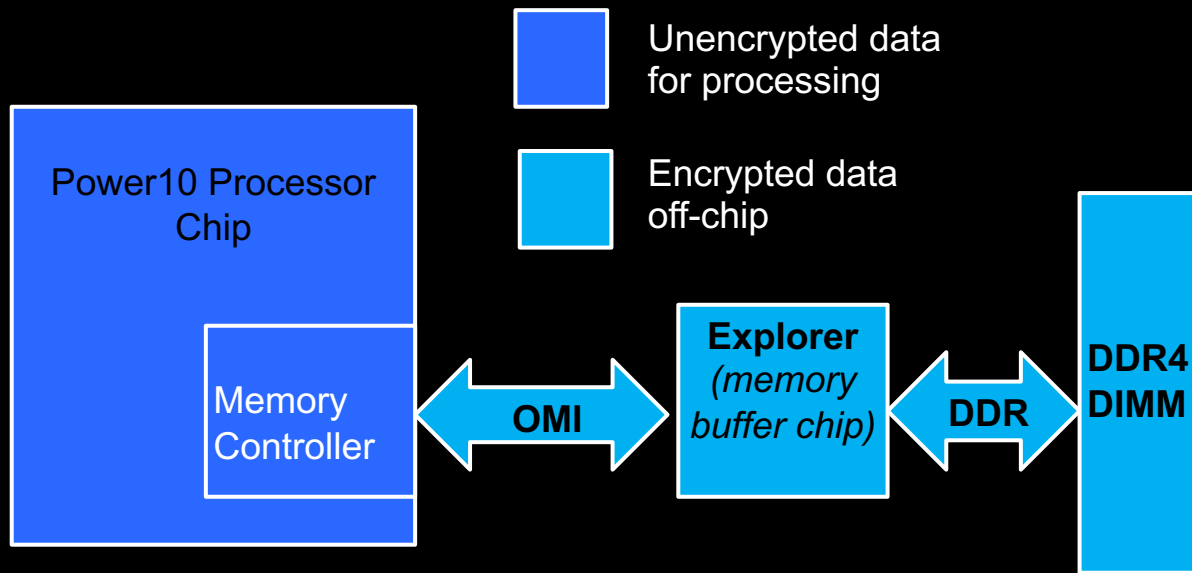 Unencrypted data
for processing
Encrypted data
off-chip
Power10 Processor
Chip
Memory
Controller
OMI
Explorer
(memory
buffer chip)
DDR
DDR4
DIMM